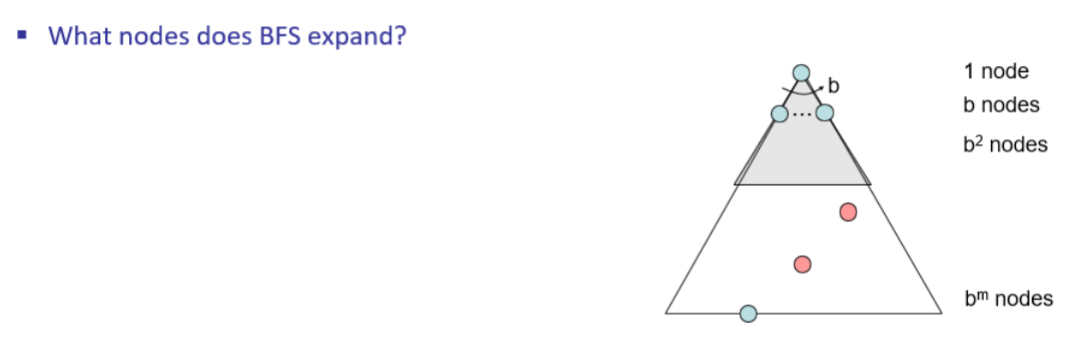 ▪ What nodes does BFS expand?
b
1 node
b nodes
…
b² nodes
bᵐ nodes